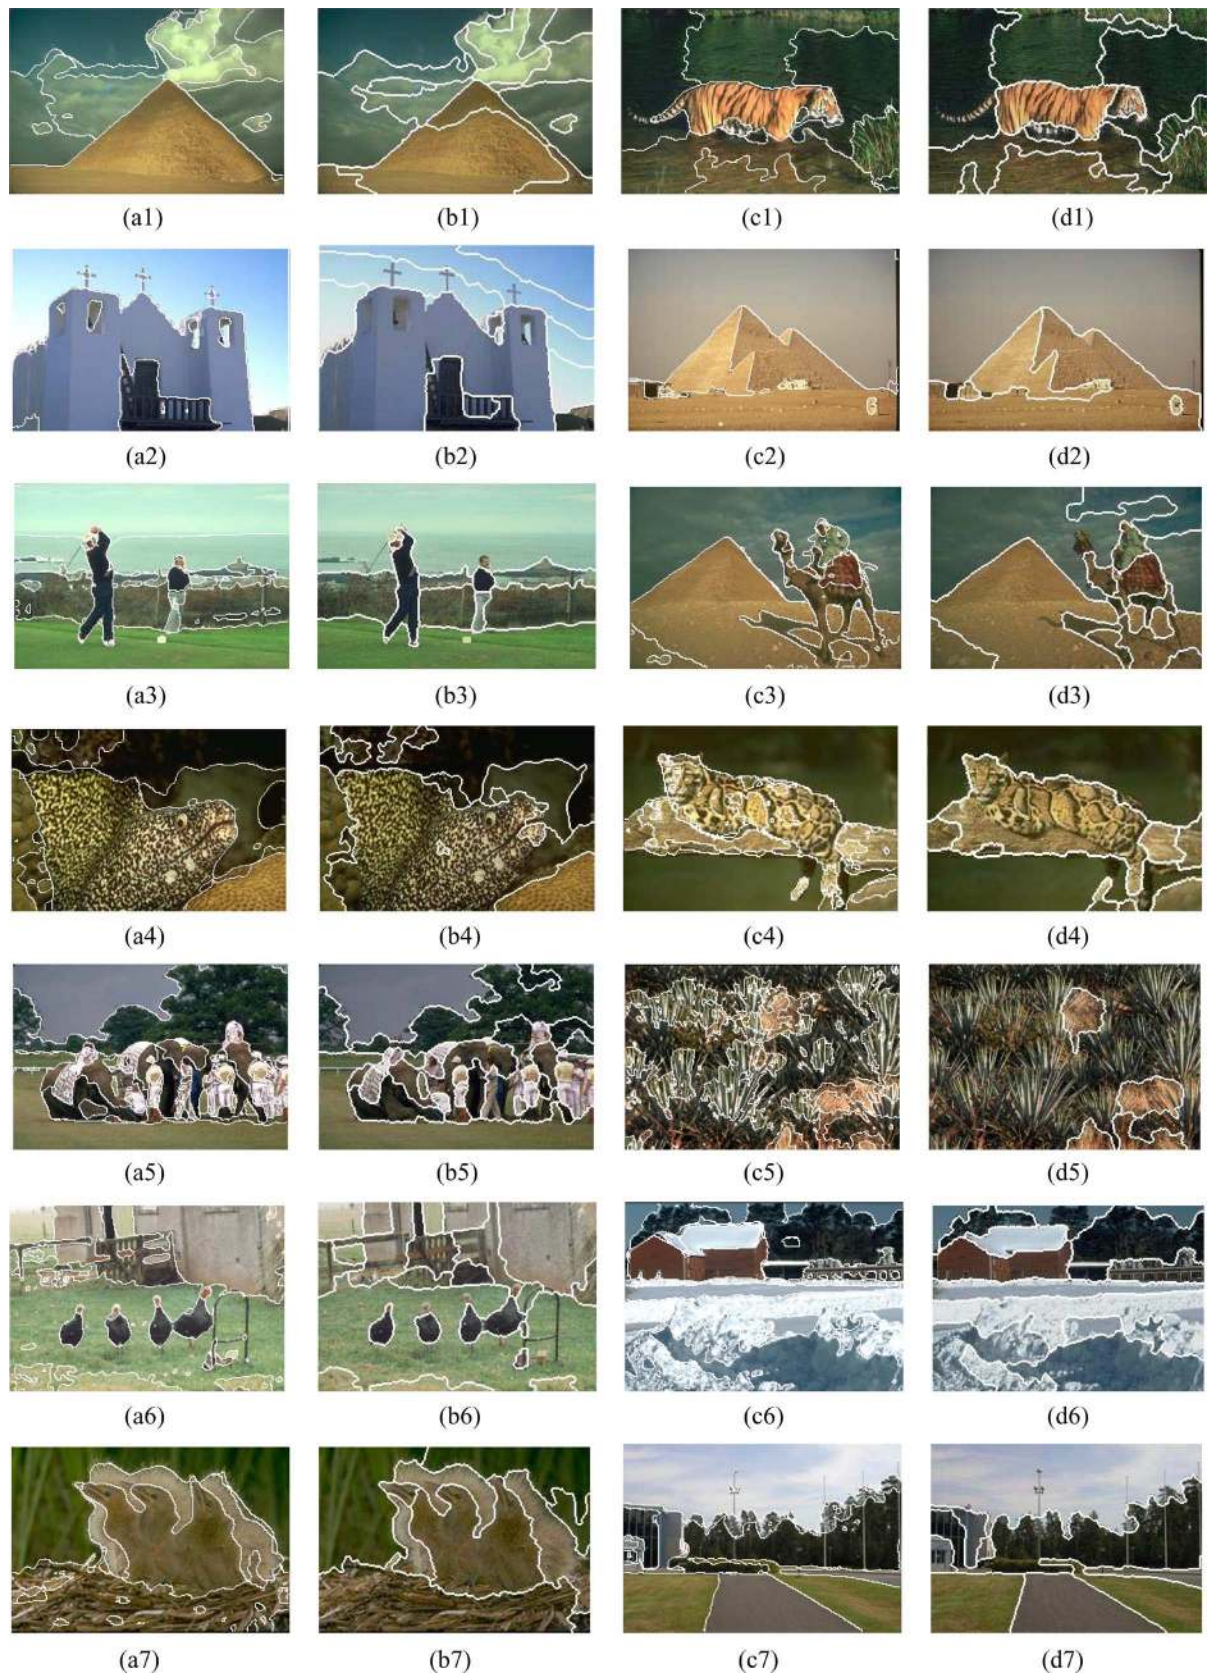 (a1) (b1) (c1) (d1)
(a2) (b2) (c2) (d2)
(a3) (b3) (c3) (d3)
(a4) (b4) (c4) (d4)
(a5) (b5) (c5) (d5)
(a6) (b6) (c6) (d6)
(a7) (b7) (c7) (d7)